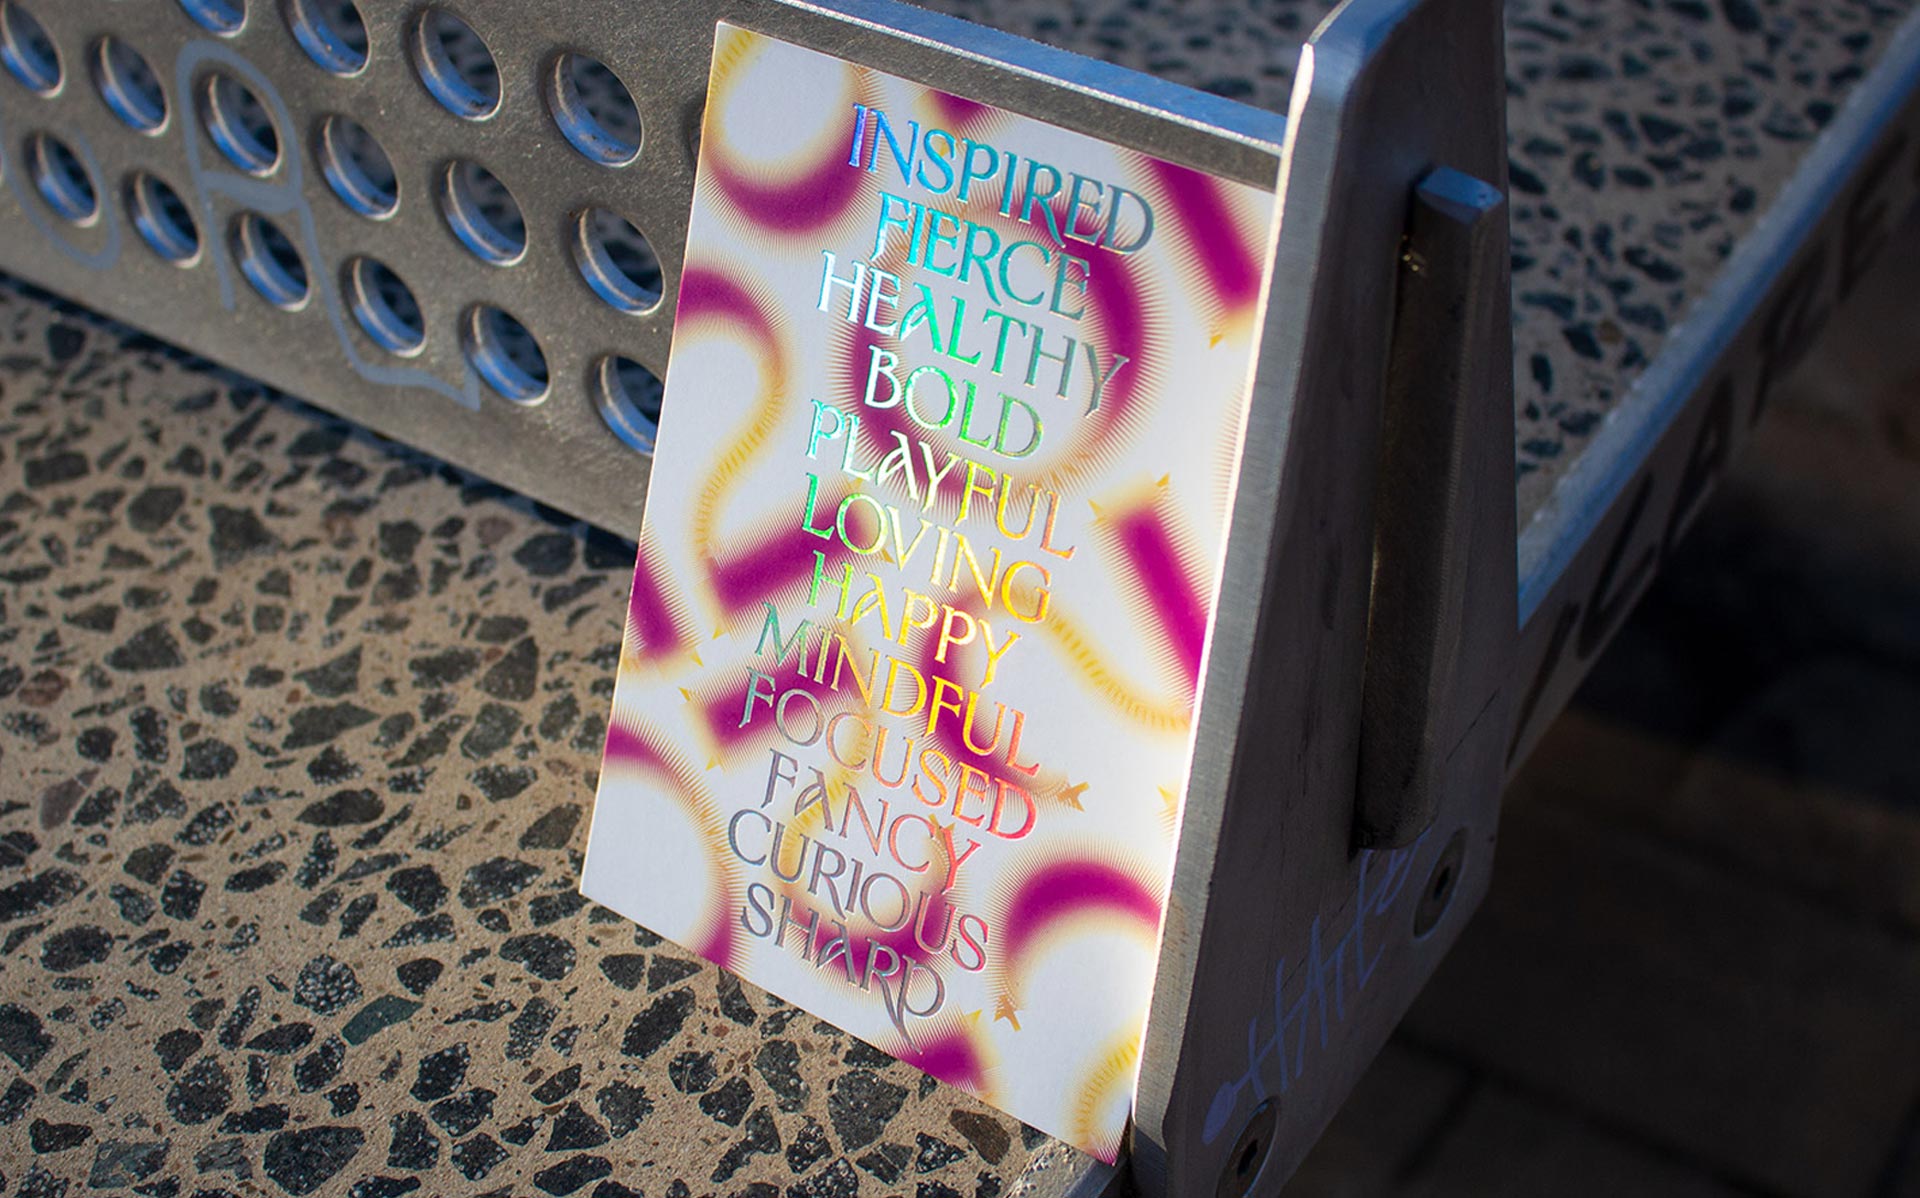 INSPIRED
FIERCE
HEALTHY
BOLD
PLAYFUL
LOVING
HAPPY
MINDFUL
FOCUSED
FANCY
CURIOUS
SHARP